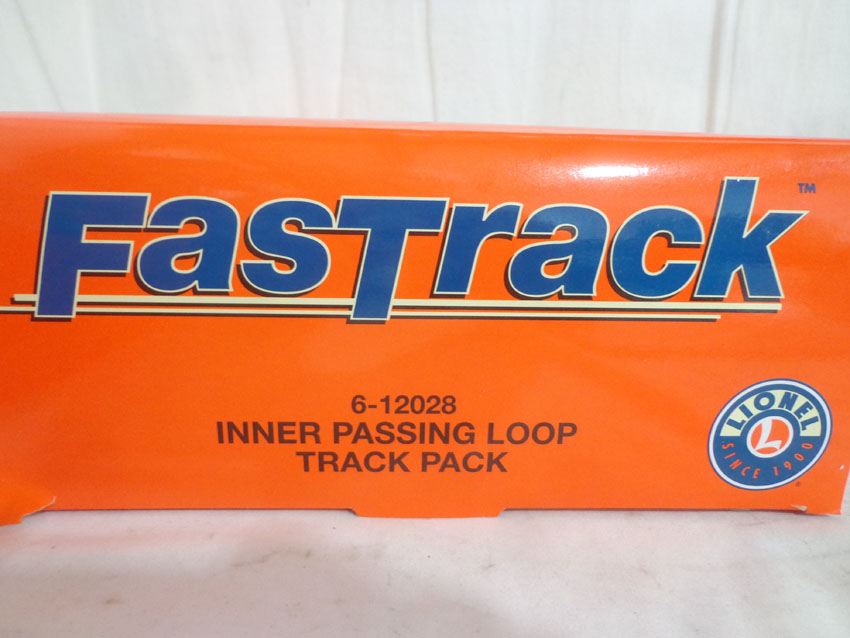 FasTrack™
6-12028
INNER PASSING LOOP
TRACK PACK
LIONEL
L
SINCE 1900
®